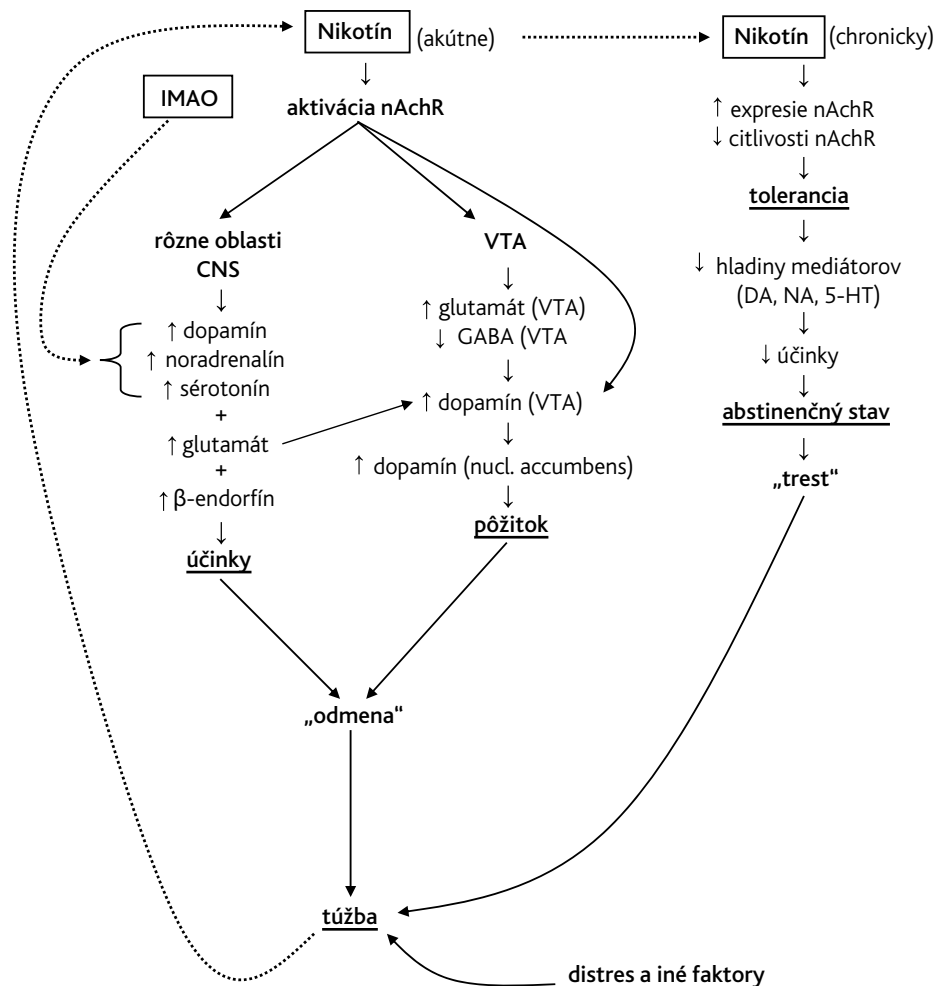 Nikotín (akútne)
Nikotín (chronicky)
IMAO
↓
aktivácia nAchR
↓
↑ expresie nAchR
↓ citlivosti nAchR
↓
tolerancia
↓
↓ hladiny mediátorov
(DA, NA, 5-HT)
↓
↓ účinky
↓
abstinenčný stav
↓
„trest“
rôzne oblasti
CNS
↓
↑ dopamín
↑ noradrenalín
↑ sérotonín
+
↑ glutamát
+
↑ β-endorfín
↓
účinky
VTA
↓
↑ glutamát (VTA)
↓ GABA (VTA
↓
↑ dopamín (VTA)
↓
↑ dopamín (nucl. accumbens)
↓
pôžitok
„odmena“
túžba
distres a iné faktory